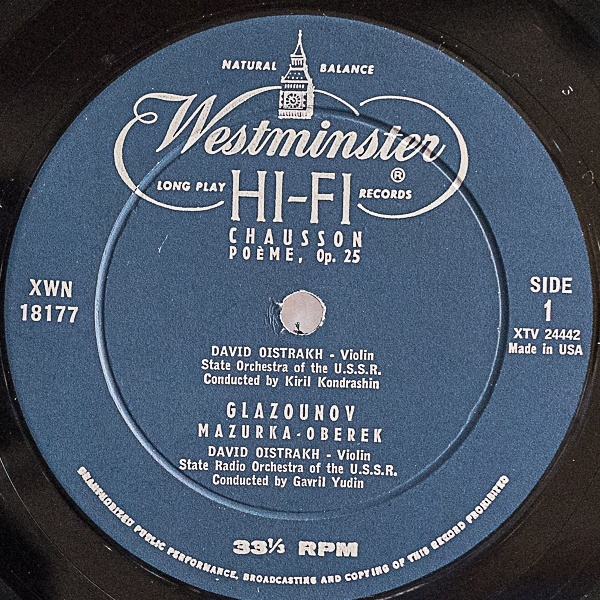 NATURAL BALANCE
Westminster
®
LONG PLAY HI-FI RECORDS
CHAUSSON
POÈME, Op. 25
XWN
18177
SIDE
1
XTV 24442
Made in USA
DAVID OISTRAKH - Violin
State Orchestra of the U.S.S.R.
Conducted by Kiril Kondrashin
GLAZOUNOV
MAZURKA-OBEREK
DAVID OISTRAKH - Violin
State Radio Orchestra of the U.S.S.R.
Conducted by Gavril Yudin
33⅓ RPM
UNAUTHORIZED PUBLIC PERFORMANCE, BROADCASTING AND COPYING OF THIS RECORD PROHIBITED